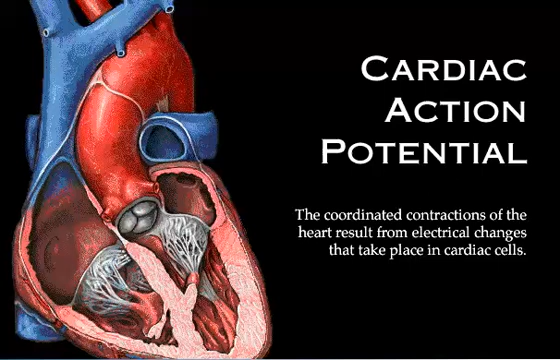 CARDIAC
ACTION
POTENTIAL
The coordinated contractions of the
heart result from electrical changes
that take place in cardiac cells.